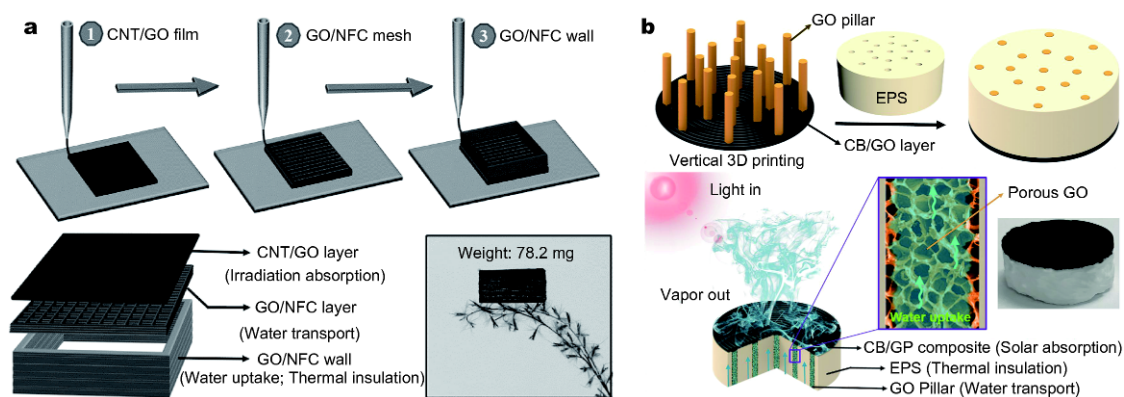 a
1 CNT/GO film
2 GO/NFC mesh
3 GO/NFC wall
CNT/GO layer
(Irradiation absorption)
GO/NFC layer
(Water transport)
GO/NFC wall
(Water uptake; Thermal insulation)
Weight: 78.2 mg
b
GO pillar
EPS
Vertical 3D printing
CB/GO layer
Light in
Vapor out
Porous GO
Water uptake
CB/GP composite (Solar absorption)
EPS (Thermal insulation)
GO Pillar (Water transport)